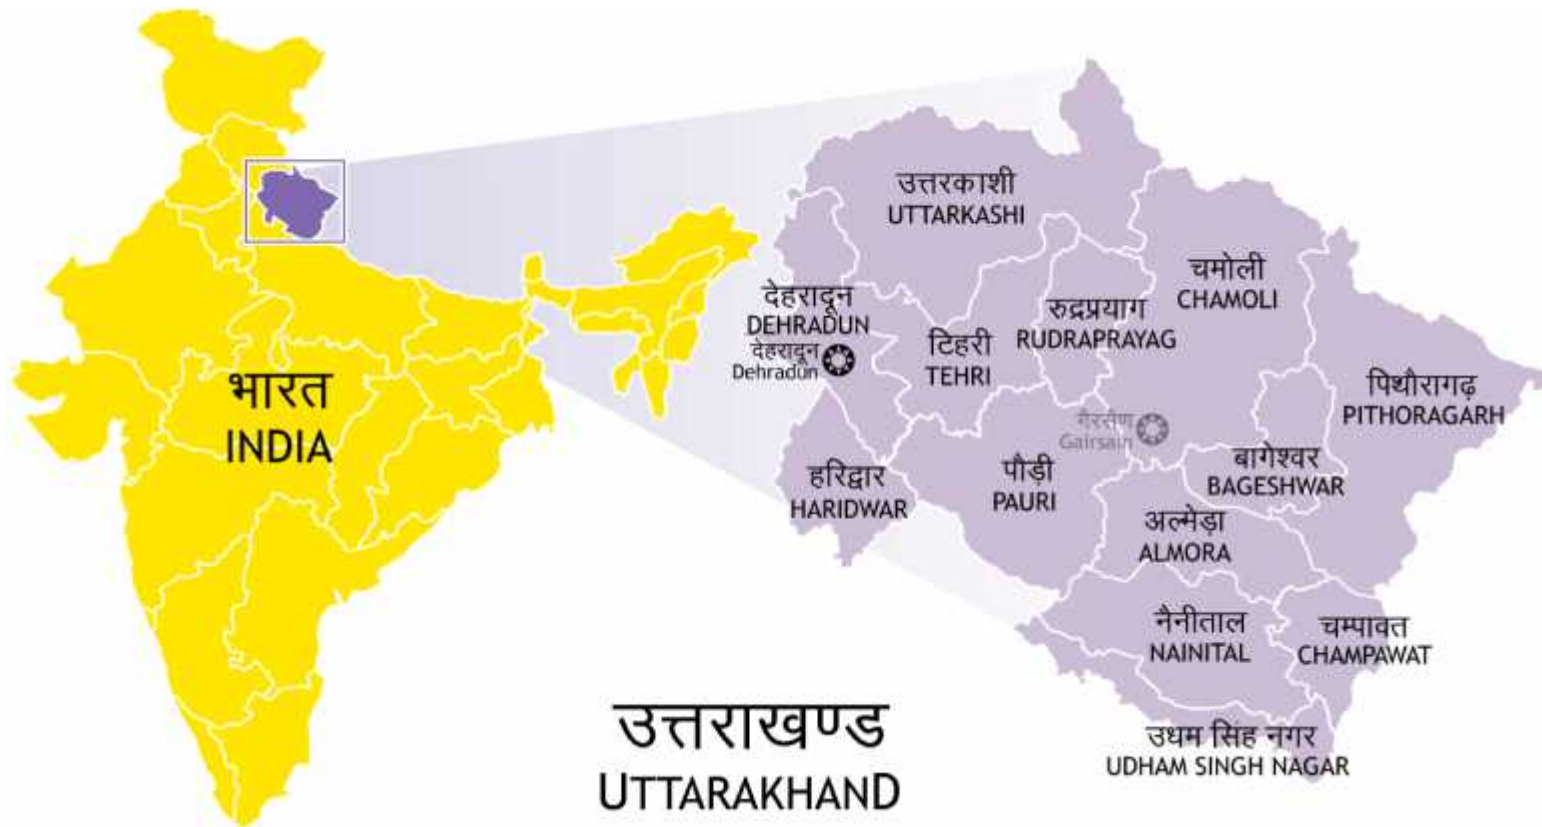 भारत
INDIA
उत्तरकाशी
UTTARKASHI
चमोली
CHAMOLI
देहरादून
DEHRADUN
देहरादून
Dehradun
टिहरी
TEHRI
रुद्रप्रयाग
RUDRAPRAYAG
पिथौरागढ़
PITHORAGARH
गैरसैण
Gairsain
हरिद्वार
HARIDWAR
पौड़ी
PAURI
बागेश्वर
BAGESHWAR
अल्मेड़ा
ALMORA
नैनीताल
NAINITAL
चम्पावत
CHAMPAWAT
उधम सिंह नगर
UDHAM SINGH NAGAR
उत्तराखण्ड
UTTARAKHAND